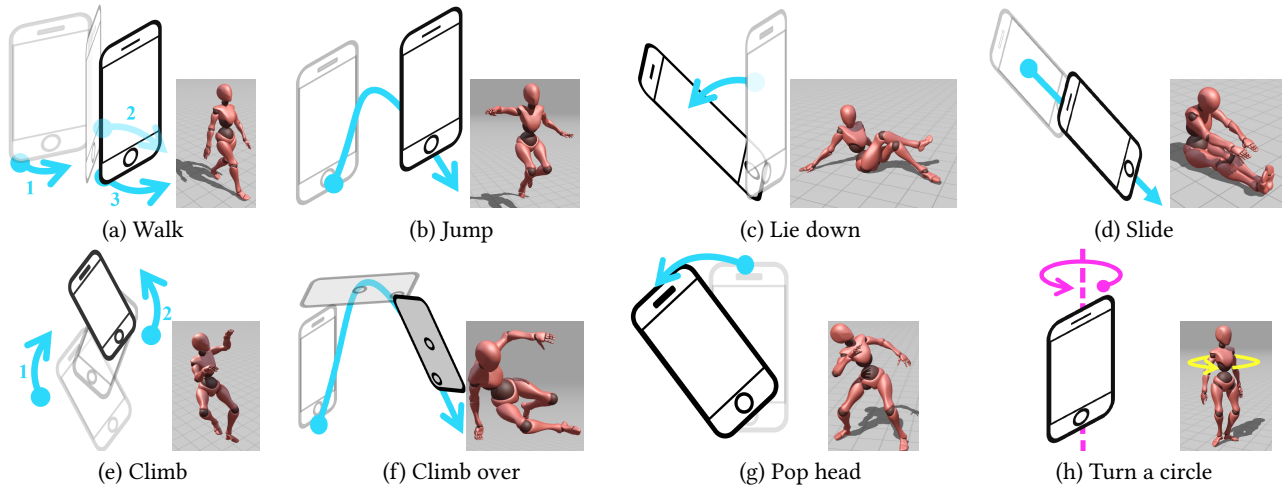 2
1
3
(a) Walk
(b) Jump
(c) Lie down
(d) Slide
1
2
(e) Climb
(f) Climb over
(g) Pop head
(h) Turn a circle